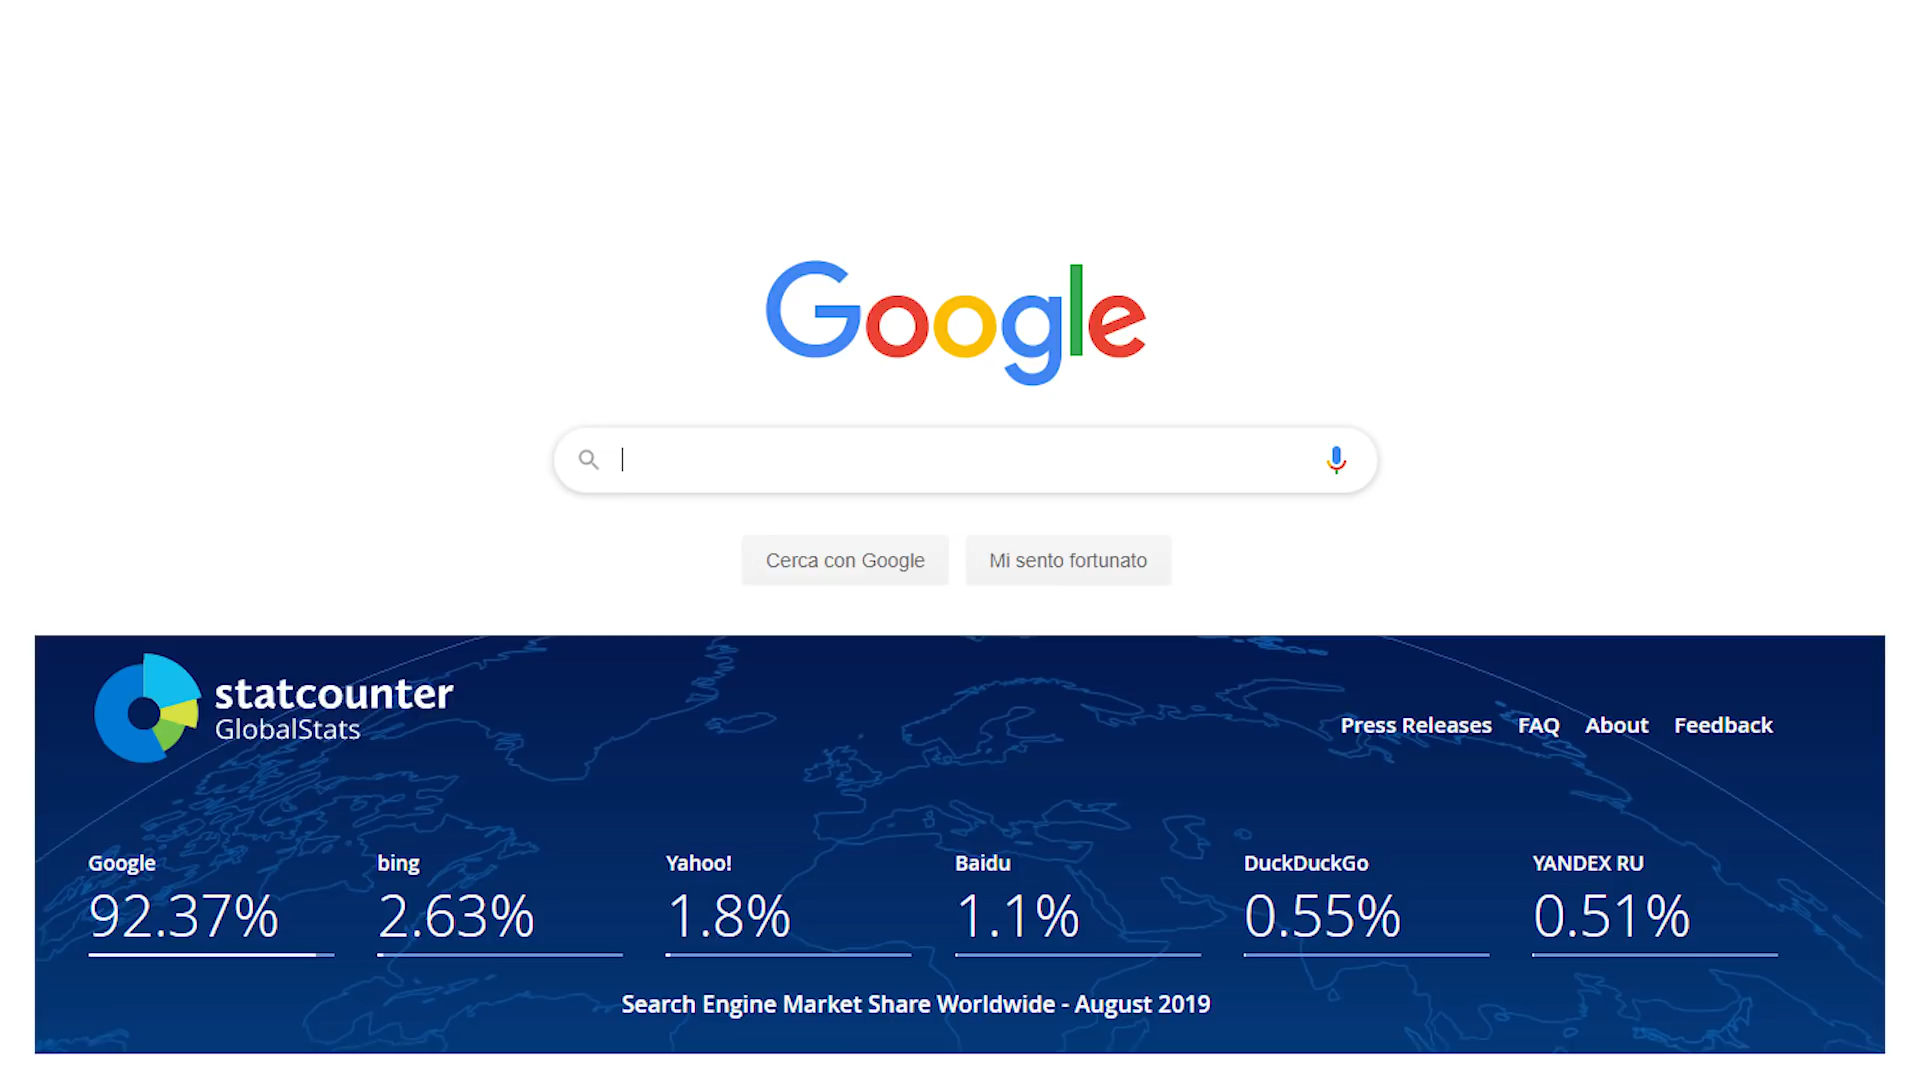 Google
Cerca con Google
Mi sento fortunato
statcounter
GlobalStats
Press Releases FAQ About Feedback
Google bing Yahoo! Baidu DuckDuckGo YANDEX RU
92.37% 2.63% 1.8% 1.1% 0.55% 0.51%
Search Engine Market Share Worldwide - August 2019